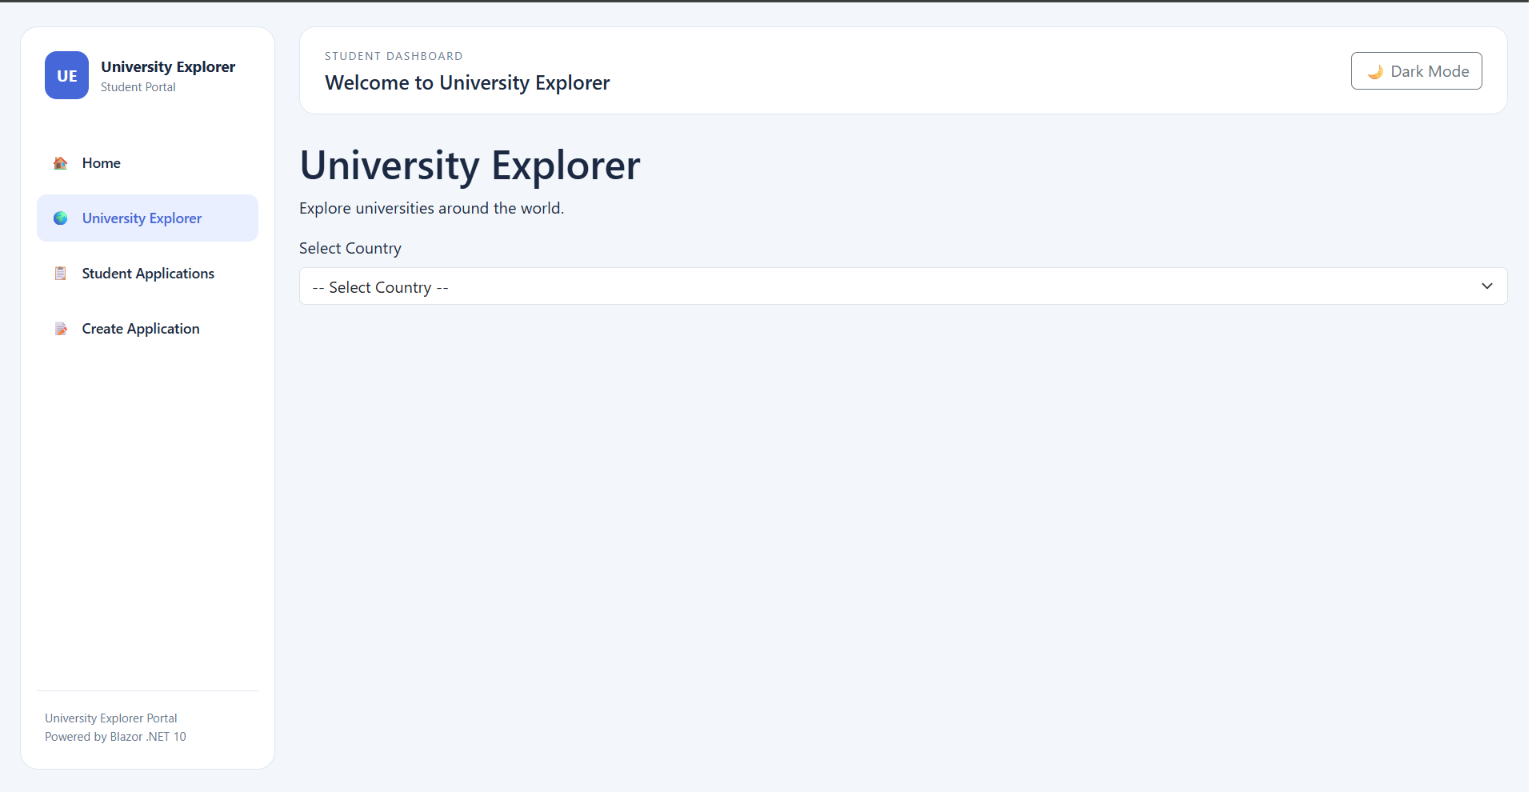 UE
University Explorer
Student Portal
Home
University Explorer
Student Applications
Create Application
University Explorer Portal
Powered by Blazor .NET 10
STUDENT DASHBOARD
Welcome to University Explorer
Dark Mode
University Explorer
Explore universities around the world.
Select Country
-- Select Country --